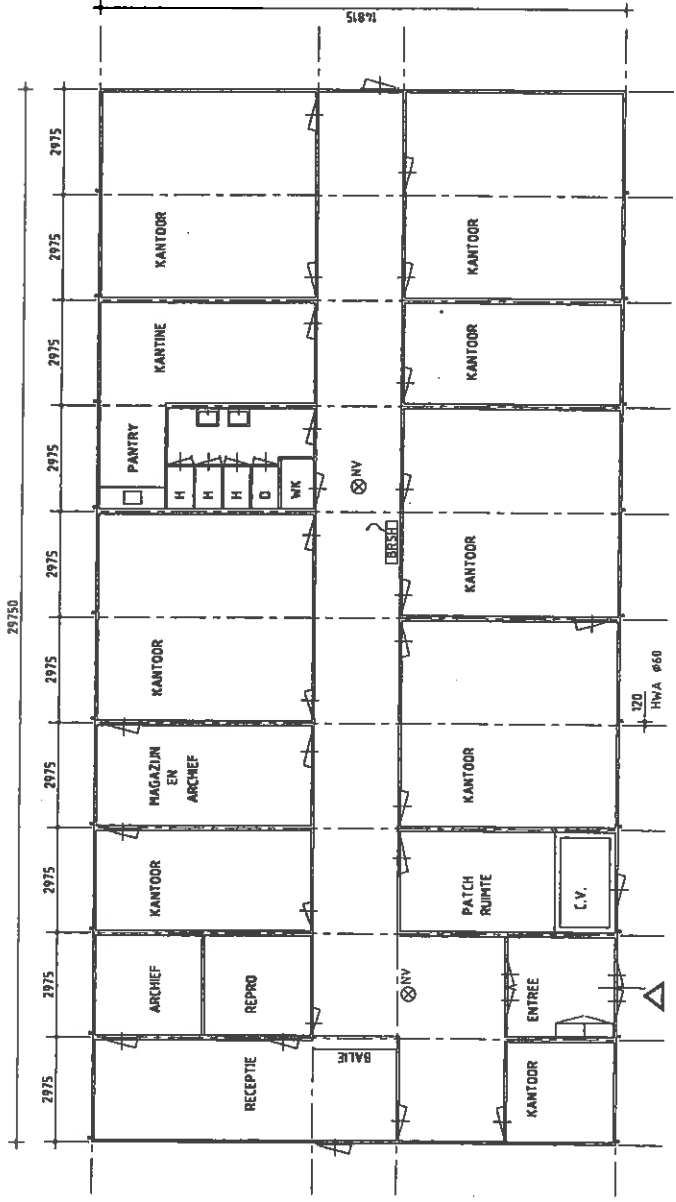 14815
29750
2975
2975
2975
2975
2975
2975
2975
2975
2975
2975
KANTOOR
KANTINE
PANTRY
H
H
H
D
WK
KANTOOR
MAGAZIJN
EN
ARCHIEF
KANTOOR
ARCHIEF
REPRO
RECEPTIE
BALIE
NV
BRSH
NV
KANTOOR
KANTOOR
KANTOOR
KANTOOR
PATCH
RUIMTE
C.V.
ENTREE
KANTOOR
120
HWA ø60